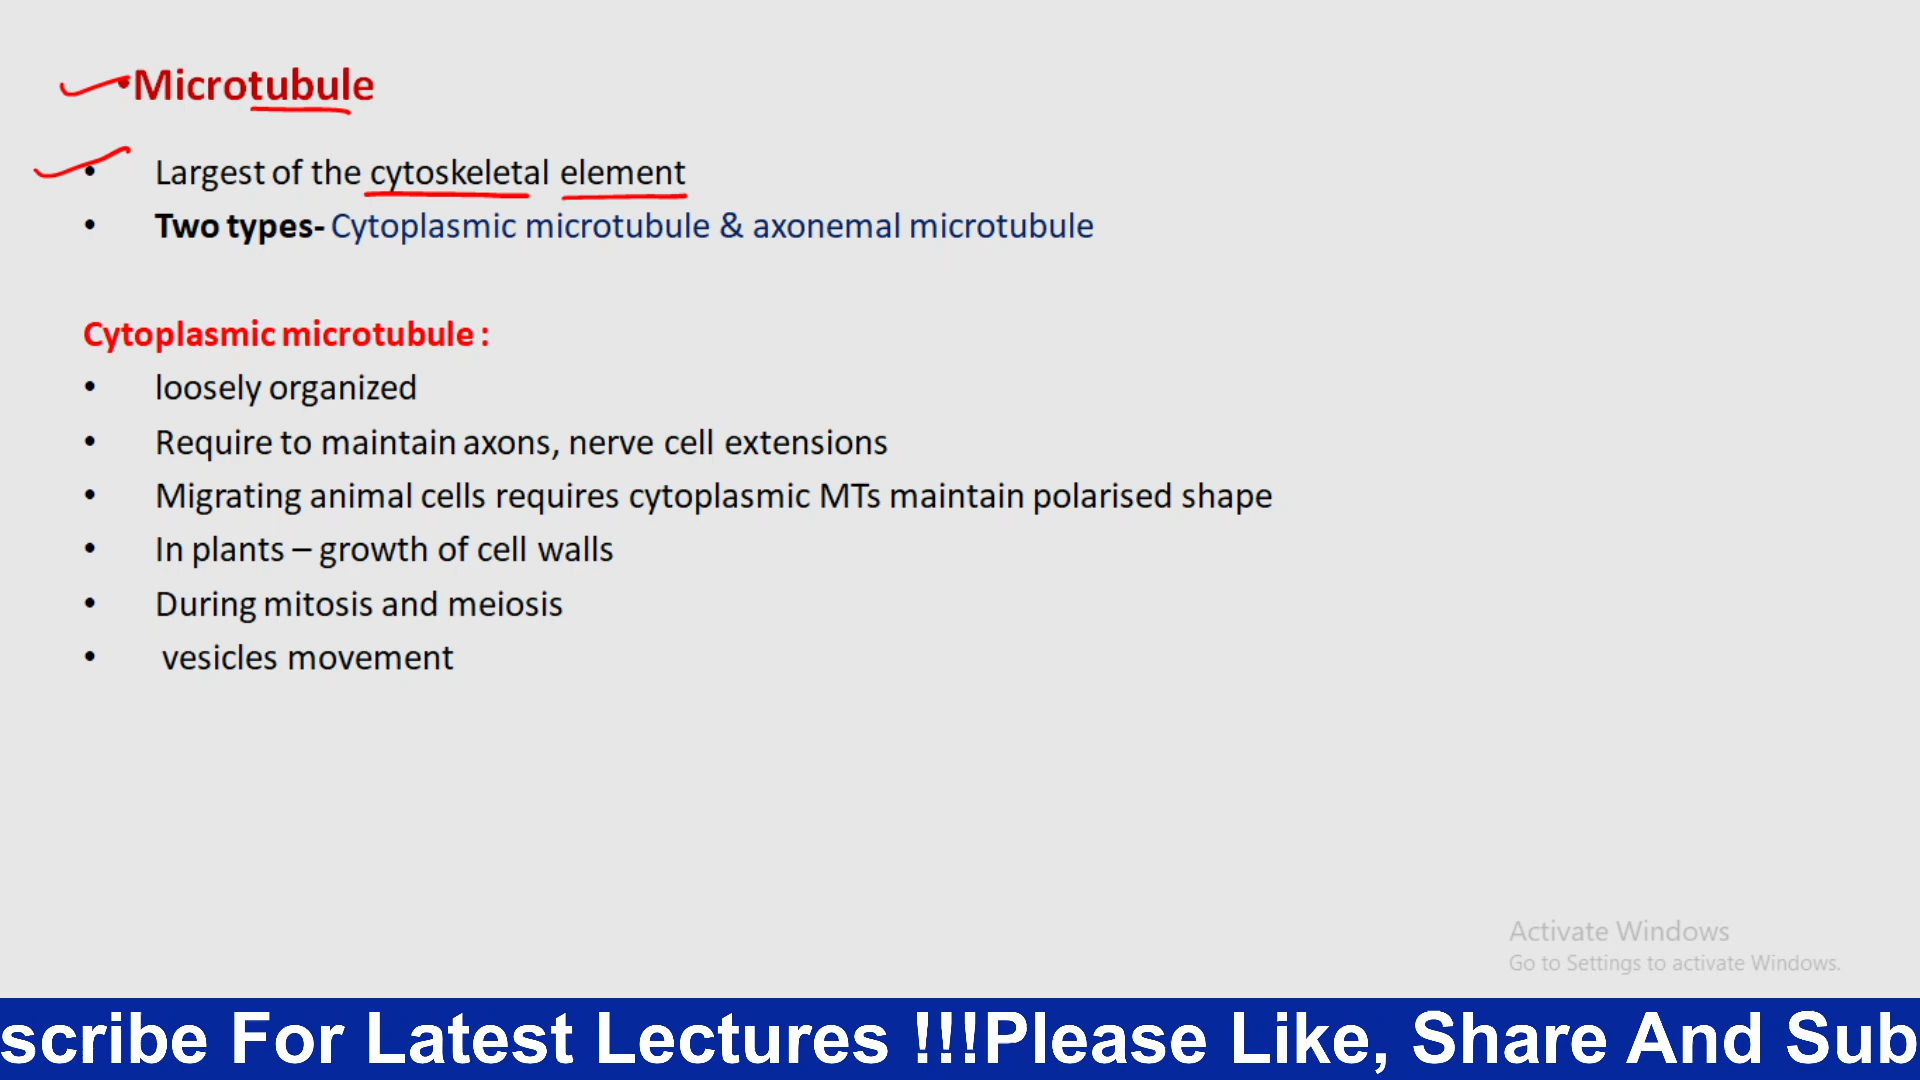 •Microtubule
• Largest of the cytoskeletal element
• Two types- Cytoplasmic microtubule & axonemal microtubule
Cytoplasmic microtubule :
• loosely organized
• Require to maintain axons, nerve cell extensions
• Migrating animal cells requires cytoplasmic MTs maintain polarised shape
• In plants – growth of cell walls
• During mitosis and meiosis
• vesicles movement
Activate Windows
Go to Settings to activate Windows.
scribe For Latest Lectures !!!Please Like, Share And Sub